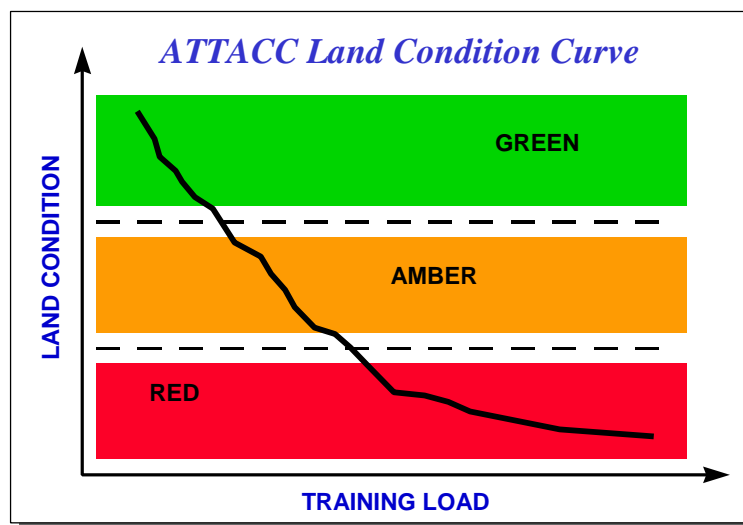 ATTACC Land Condition Curve
GREEN
LAND CONDITION
AMBER
RED
TRAINING LOAD